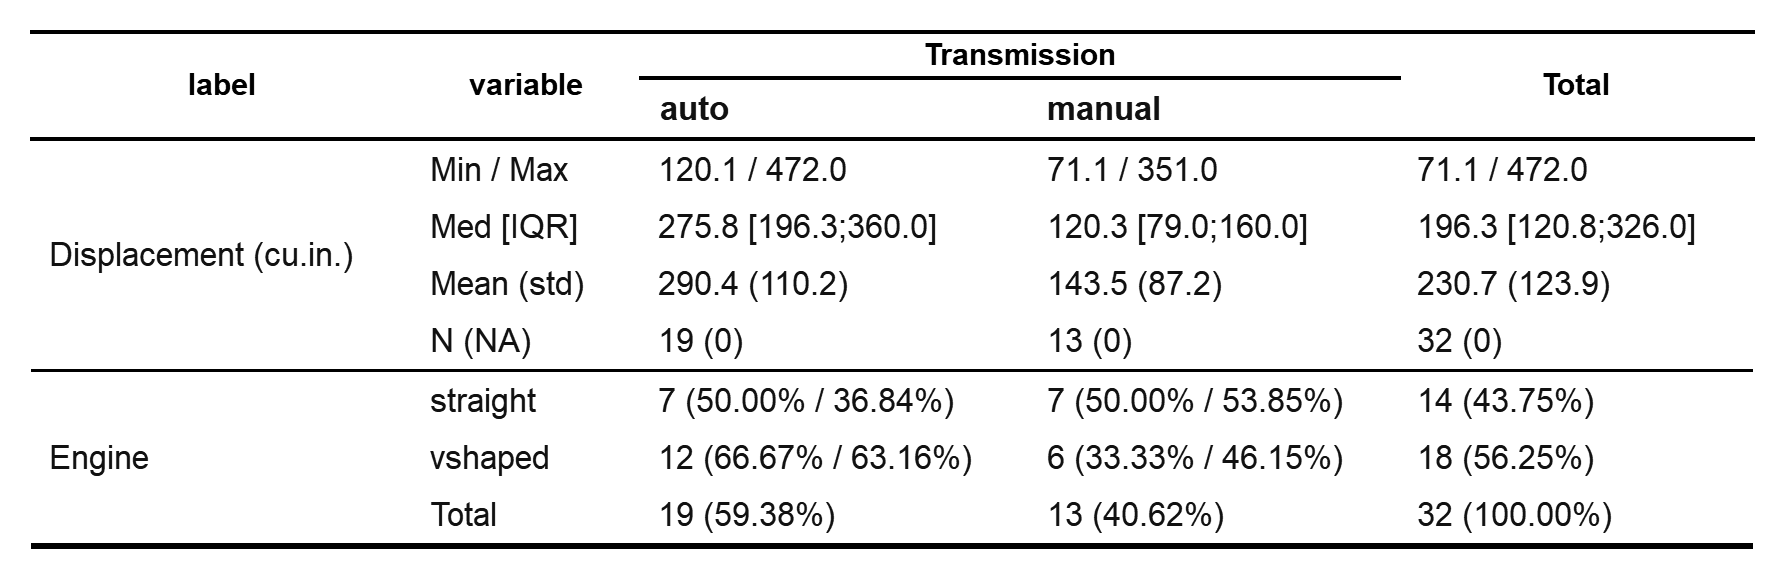 label variable Transmission Total
auto manual
Min / Max 120.1 / 472.0 71.1 / 351.0 71.1 / 472.0
Displacement (cu.in.) Med [IQR] 275.8 [196.3;360.0] 120.3 [79.0;160.0] 196.3 [120.8;326.0]
Mean (std) 290.4 (110.2) 143.5 (87.2) 230.7 (123.9)
N (NA) 19 (0) 13 (0) 32 (0)
straight 7 (50.00% / 36.84%) 7 (50.00% / 53.85%) 14 (43.75%)
Engine vshaped 12 (66.67% / 63.16%) 6 (33.33% / 46.15%) 18 (56.25%)
Total 19 (59.38%) 13 (40.62%) 32 (100.00%)